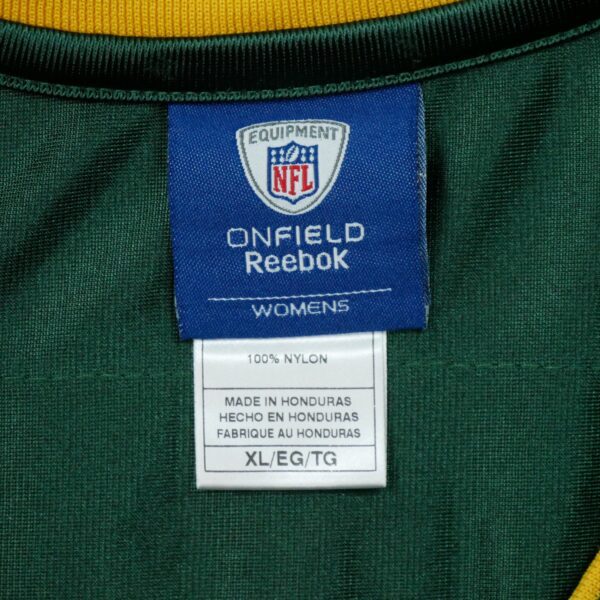 EQUIPMENT
NFL
ONFIELD
Reebok
WOMENS
100% NYLON
MADE IN HONDURAS
HECHO EN HONDURAS
FABRIQUE AU HONDURAS
XL/EG/TG